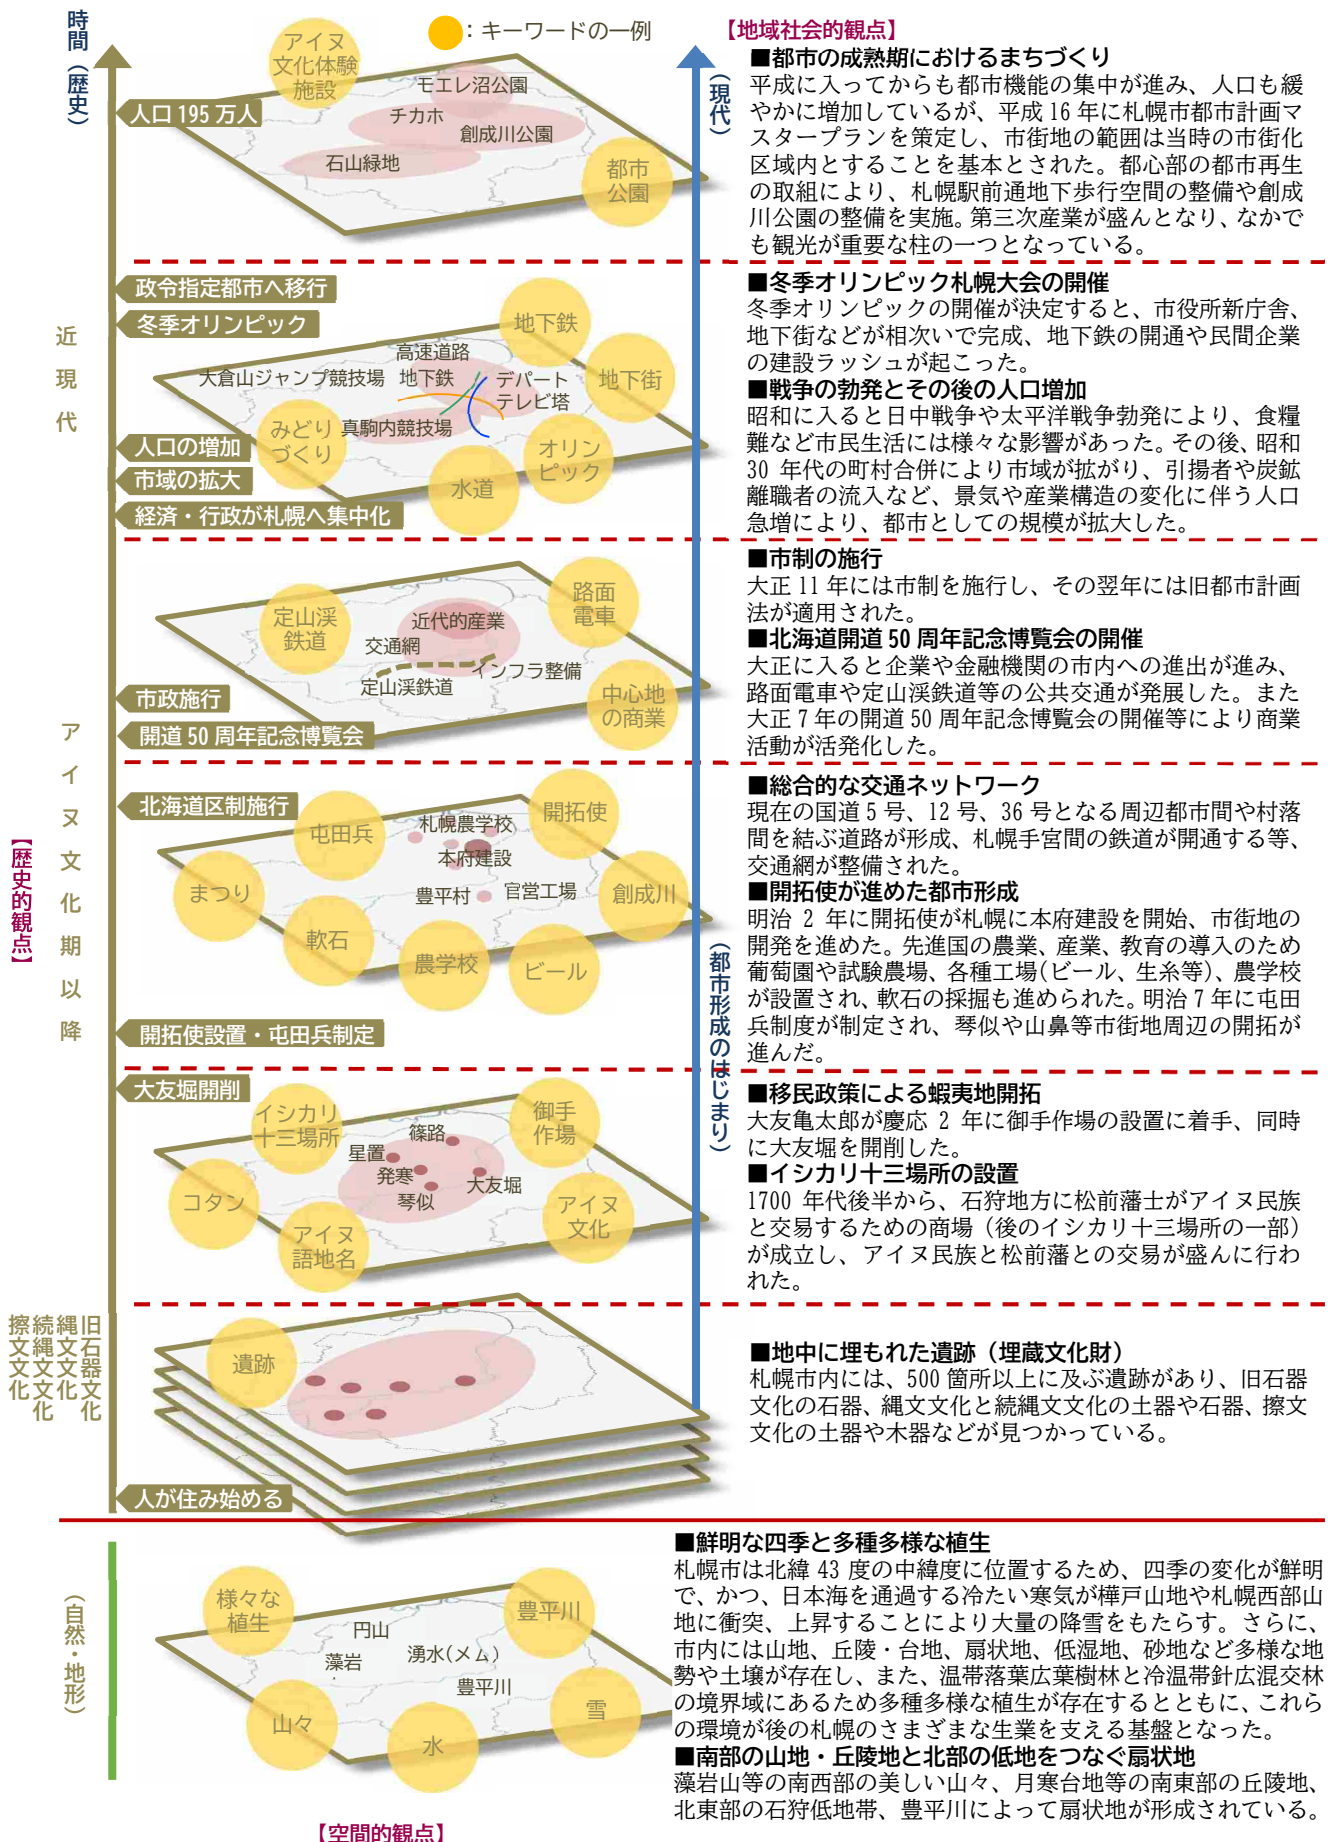 時間（歴史）
：キーワードの一例
【地域社会的観点】
（現代）
アイヌ
文化体験
施設
モエレ沼公園
チカホ
創成川公園
石山緑地
都市
公園
人口 195 万人
■都市の成熟期におけるまちづくり
平成に入ってからも都市機能の集中が進み、人口も緩
やかに増加しているが、平成 16 年に札幌市都市計画マ
スタープランを策定し、市街地の範囲は当時の市街化
区域内とすることを基本とされた。都心部の都市再生
の取組により、札幌駅前通地下歩行空間の整備や創成
川公園の整備を実施。第三次産業が盛んとなり、なかで
も観光が重要な柱の一つとなっている。
近現代
政令指定都市へ移行
冬季オリンピック
人口の増加
市域の拡大
経済・行政が札幌へ集中化
地下鉄
高速道路
大倉山ジャンプ競技場
地下鉄
デパート
テレビ塔
地下街
みどり
づくり
真駒内競技場
オリン
ピック
水道
■冬季オリンピック札幌大会の開催
冬季オリンピックの開催が決定すると、市役所新庁舎、
地下街などが相次いで完成、地下鉄の開通や民間企業
の建設ラッシュが起こった。
■戦争の勃発とその後の人口増加
昭和に入ると日中戦争や太平洋戦争勃発により、食糧
難など市民生活には様々な影響があった。その後、昭和
30 年代の町村合併により市域が拡がり、引揚者や炭鉱
離職者の流入など、景気や産業構造の変化に伴う人口
急増により、都市としての規模が拡大した。
アイヌ文化期以降
市政施行
開道 50 周年記念博覧会
定山渓
鉄道
路面
電車
近代的産業
交通網
インフラ整備
定山渓鉄道
中心地
の商業
■市制の施行
大正 11 年には市制を施行し、その翌年には旧都市計画
法が適用された。
■北海道開道 50 周年記念博覧会の開催
大正に入ると企業や金融機関の市内への進出が進み、
路面電車や定山渓鉄道等の公共交通が発展した。また
大正 7 年の開道 50 周年記念博覧会の開催等により商業
活動が活発化した。
【歴史的観点】
北海道区制施行
開拓使設置・屯田兵制定
屯田兵
札幌農学校
開拓使
本府建設
まつり
豊平村
官営工場
創成川
軟石
農学校
ビール
（都市形成のはじまり）
■総合的な交通ネットワーク
現在の国道 5 号、12 号、36 号となる周辺都市間や村落
間を結ぶ道路が形成、札幌手宮間の鉄道が開通する等、
交通網が整備された。
■開拓使が進めた都市形成
明治 2 年に開拓使が札幌に本府建設を開始、市街地の
開発を進めた。先進国の農業、産業、教育の導入のため
葡萄園や試験農場、各種工場(ビール、生糸等)、農学校
が設置され、軟石の採掘も進められた。明治 7 年に屯田
兵制度が制定され、琴似や山鼻等市街地周辺の開拓が
進んだ。
大友堀開削
イシカリ
十三場所
御手
作場
篠路
星置
発寒
大友堀
琴似
コタン
アイヌ
語地名
アイヌ
文化
■移民政策による蝦夷地開拓
大友亀太郎が慶応 2 年に御手作場の設置に着手、同時
に大友堀を開削した。
■イシカリ十三場所の設置
1700 年代後半から、石狩地方に松前藩士がアイヌ民族
と交易するための商場（後のイシカリ十三場所の一部）
が成立し、アイヌ民族と松前藩との交易が盛んに行わ
れた。
旧石器文化
縄文文化
続縄文文化
擦文文化
遺跡
人が住み始める
■地中に埋もれた遺跡（埋蔵文化財）
札幌市内には、500 箇所以上に及ぶ遺跡があり、旧石器
文化の石器、縄文文化と続縄文文化の土器や石器、擦文
文化の土器や木器などが見つかっている。
（自然・地形）
様々な
植生
豊平川
円山
湧水(メム)
藻岩
豊平川
山々
水
雪
■鮮明な四季と多種多様な植生
札幌市は北緯 43 度の中緯度に位置するため、四季の変化が鮮明
で、かつ、日本海を通過する冷たい寒気が樺戸山地や札幌西部山
地に衝突、上昇することにより大量の降雪をもたらす。さらに、
市内には山地、丘陵・台地、扇状地、低湿地、砂地など多様な地
勢や土壌が存在し、また、温帯落葉広葉樹林と冷温帯針広混交林
の境界域にあるため多種多様な植生が存在するとともに、これら
の環境が後の札幌のさまざまな生業を支える基盤となった。
■南部の山地・丘陵地と北部の低地をつなぐ扇状地
藻岩山等の南西部の美しい山々、月寒台地等の南東部の丘陵地、
北東部の石狩低地帯、豊平川によって扇状地が形成されている。
【空間的観点】